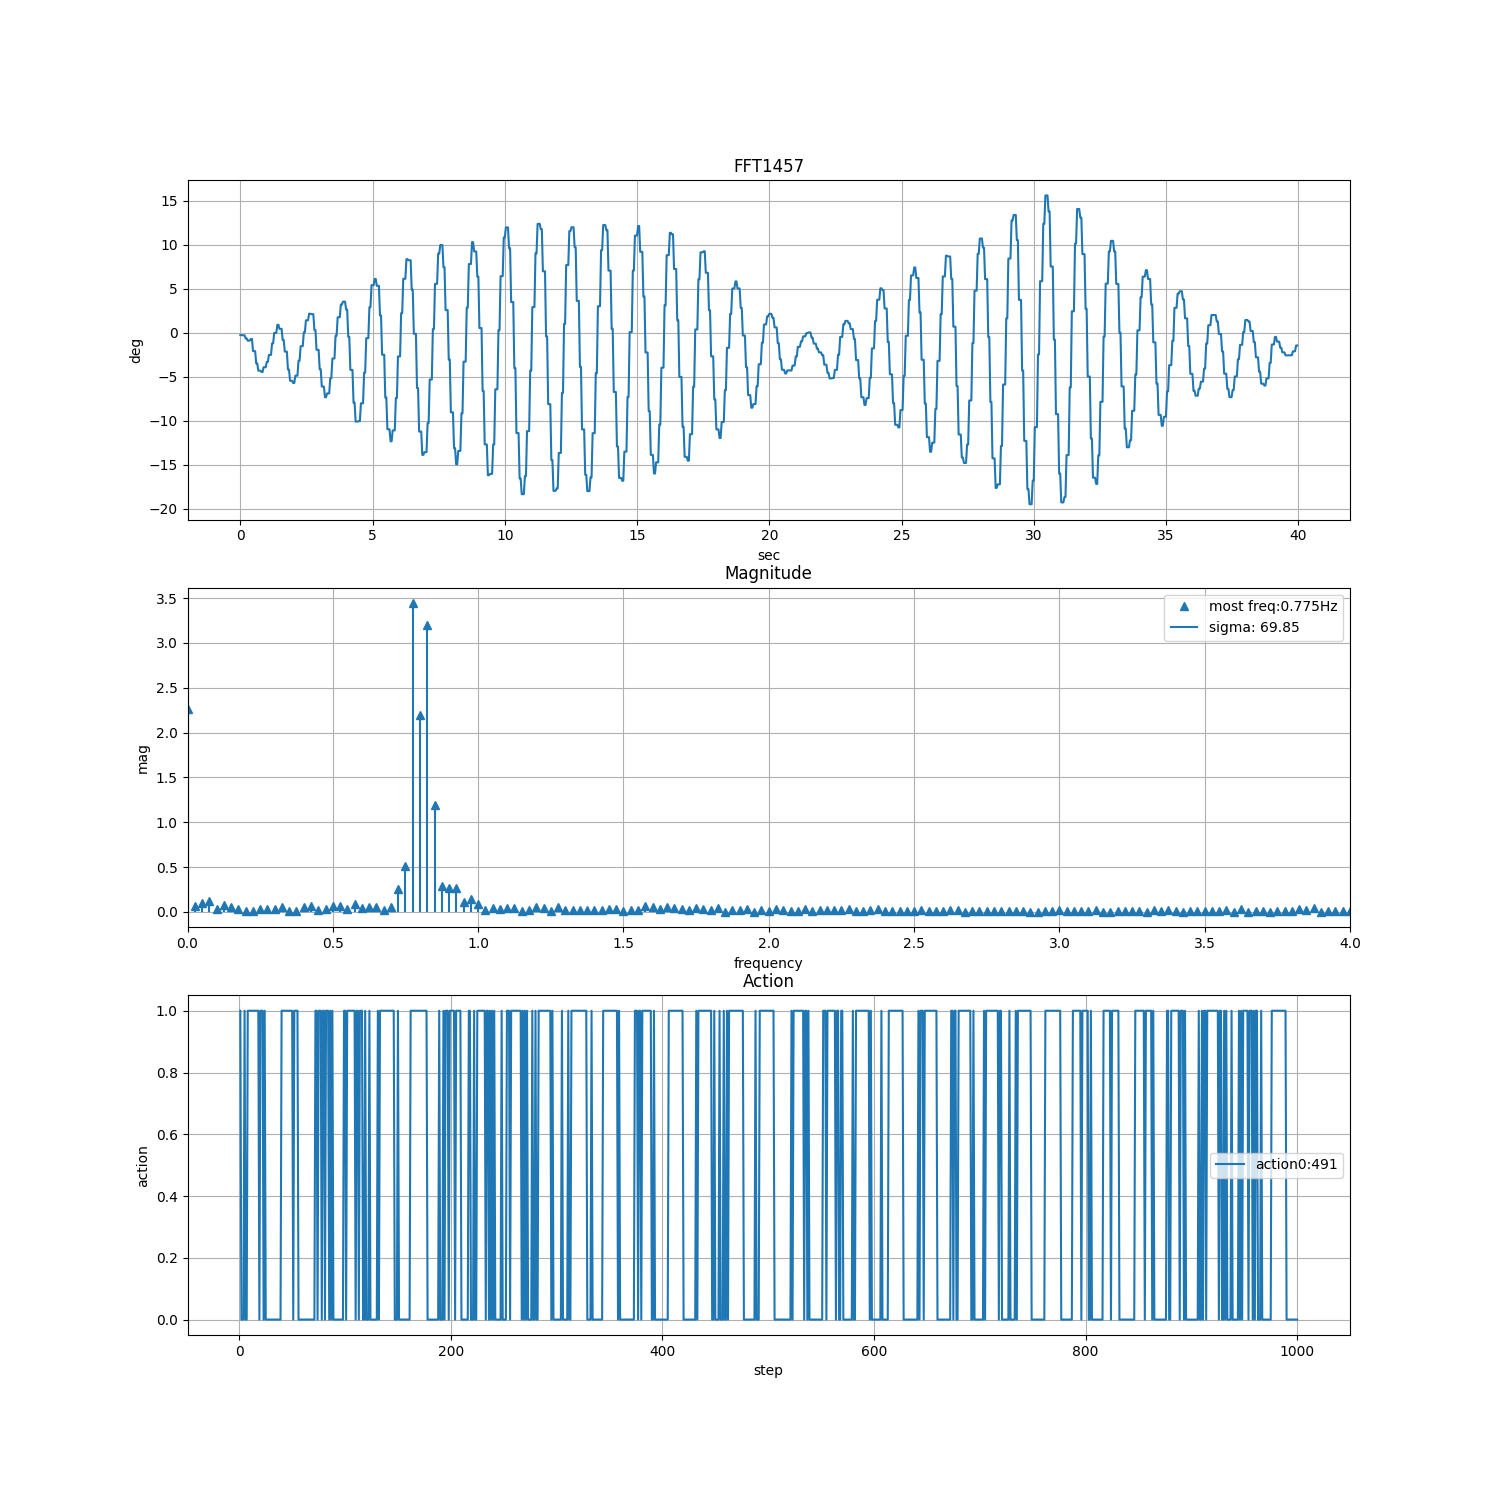 FFT1457
15
10
5
0
−5
−10
−15
−20
deg
0 5 10 15 20 25 30 35 40
sec
Magnitude
3.5
3.0
2.5
2.0
1.5
1.0
0.5
0.0
mag
most freq:0.775Hz
sigma: 69.85
0.0 0.5 1.0 1.5 2.0 2.5 3.0 3.5 4.0
frequency
Action
1.0
0.8
0.6
0.4
0.2
0.0
action
action0:491
0 200 400 600 800 1000
step